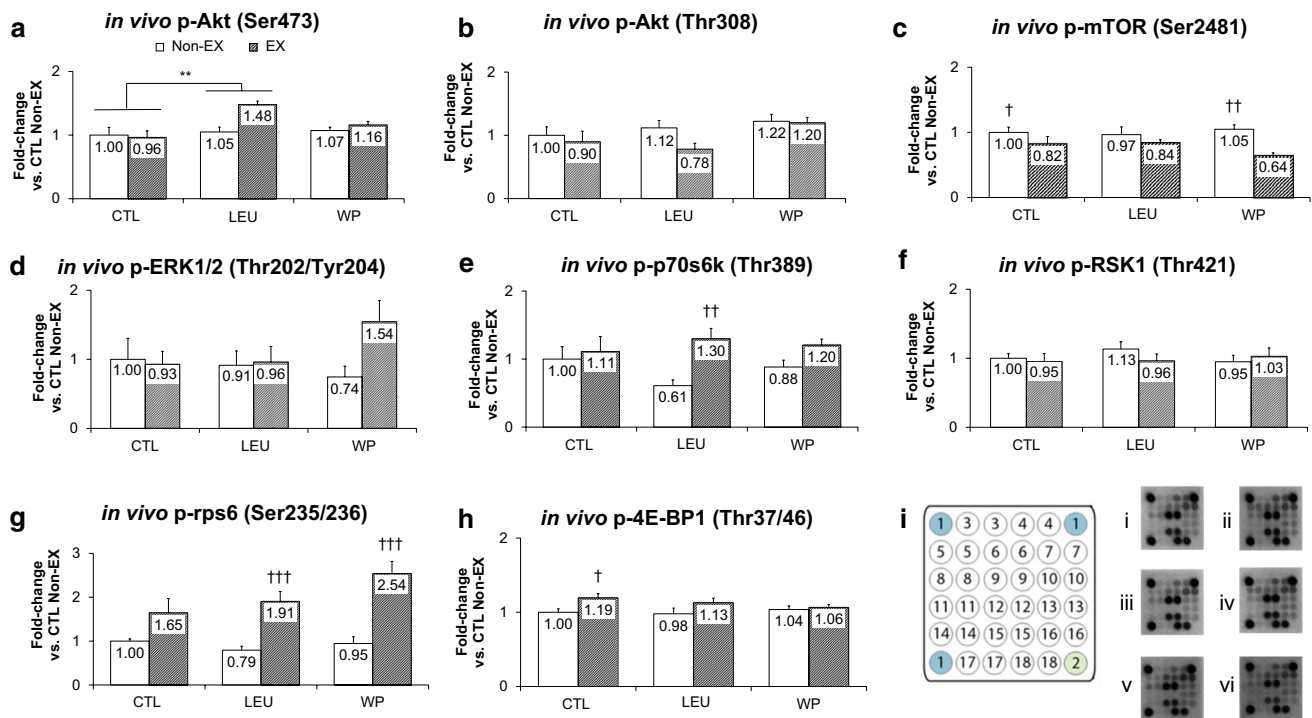 a
in vivo p-Akt (Ser473)
Non-EX EX
Fold-change
vs. CTL Non-EX
2
1
0
**
1.00 0.96 1.05 1.48 1.07 1.16
CTL LEU WP
b
in vivo p-Akt (Thr308)
Fold-change
vs. CTL Non-EX
2
1
0
1.00 0.90 1.12 0.78 1.22 1.20
CTL LEU WP
c
in vivo p-mTOR (Ser2481)
Fold-change
vs. CTL Non-EX
2
1
0
† ††
1.00 0.82 0.97 0.84 1.05 0.64
CTL LEU WP
d
in vivo p-ERK1/2 (Thr202/Tyr204)
Fold-change
vs. CTL Non-EX
2
1
0
1.00 0.93 0.91 0.96 0.74 1.54
CTL LEU WP
e
in vivo p-p70s6k (Thr389)
Fold-change
vs. CTL Non-EX
2
1
0
††
1.00 1.11 0.61 1.30 0.88 1.20
CTL LEU WP
f
in vivo p-RSK1 (Thr421)
Fold-change
vs. CTL Non-EX
2
1
0
1.00 0.95 1.13 0.96 0.95 1.03
CTL LEU WP
g
in vivo p-rps6 (Ser235/236)
Fold-change
vs. CTL Non-EX
3
2
1
0
††† †††
1.00 1.65 0.79 1.91 0.95 2.54
CTL LEU WP
h
in vivo p-4E-BP1 (Thr37/46)
Fold-change
vs. CTL Non-EX
2
1
0
†
1.00 1.19 0.98 1.13 1.04 1.06
CTL LEU WP
i
1 3 3 4 4 1
5 5 6 6 7 7
8 8 9 9 10 10
11 11 12 12 13 13
14 14 15 15 16 16
1 17 17 18 18 2
i ii
iii iv
v vi